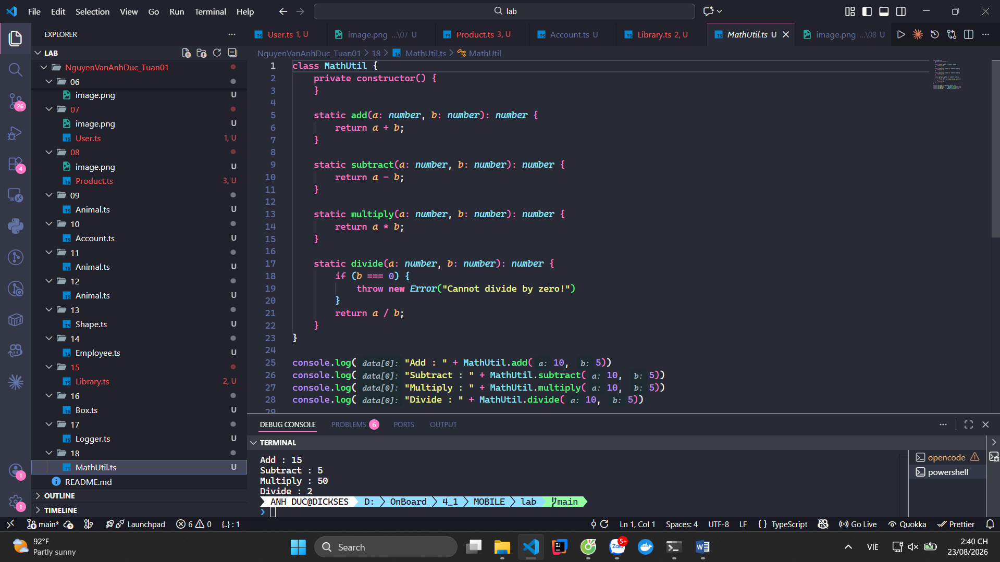 File Edit Selection View Go Run Terminal Help
lab
EXPLORER
LAB
NguyenVanAnhDuc_Tuan01
06
image.png U
07
image.png U
User.ts 1, U
08
image.png U
Product.ts 3, U
09
Animal.ts U
10
Account.ts U
11
Animal.ts U
12
Animal.ts U
13
Shape.ts U
14
Employee.ts U
15
Library.ts 2, U
16
Box.ts U
17
Logger.ts U
18
MathUtil.ts U
README.md
OUTLINE
TIMELINE
26
4
1
1
User.ts 1, U image.png ...\07 U Product.ts 3, U Account.ts U Library.ts 2, U MathUtil.ts U image.png ...\08 U
NguyenVanAnhDuc_Tuan01 > 18 > MathUtil.ts > MathUtil
1 class MathUtil {
2 private constructor() {
3 }
4
5 static add(a: number, b: number): number {
6 return a + b;
7 }
8
9 static subtract(a: number, b: number): number {
10 return a - b;
11 }
12
13 static multiply(a: number, b: number): number {
14 return a * b;
15 }
16
17 static divide(a: number, b: number): number {
18 if (b === 0) {
19 throw new Error("Cannot divide by zero!")
20 }
21 return a / b;
22 }
23 }
24
25 console.log( data[0]: "Add : " + MathUtil.add( a: 10, b: 5))
26 console.log( data[0]: "Subtract : " + MathUtil.subtract( a: 10, b: 5))
27 console.log( data[0]: "Multiply : " + MathUtil.multiply( a: 10, b: 5))
28 console.log( data[0]: "Divide : " + MathUtil.divide( a: 10, b: 5))
29
DEBUG CONSOLE PROBLEMS 6 PORTS OUTPUT
TERMINAL
Add : 15
Subtract : 5
Multiply : 50
Divide : 2
ANH DUC@DICKSES D: OnBoard 4_1 MOBILE lab main
opencode
powershell
main* Launchpad 6 0 {..} : 1 Ln 1, Col 1 Spaces: 4 UTF-8 LF { } TypeScript Go Live Quokka Prettier
92°F
Partly sunny
Search
Zalo 5+
VIE
2:40 CH
23/08/2026